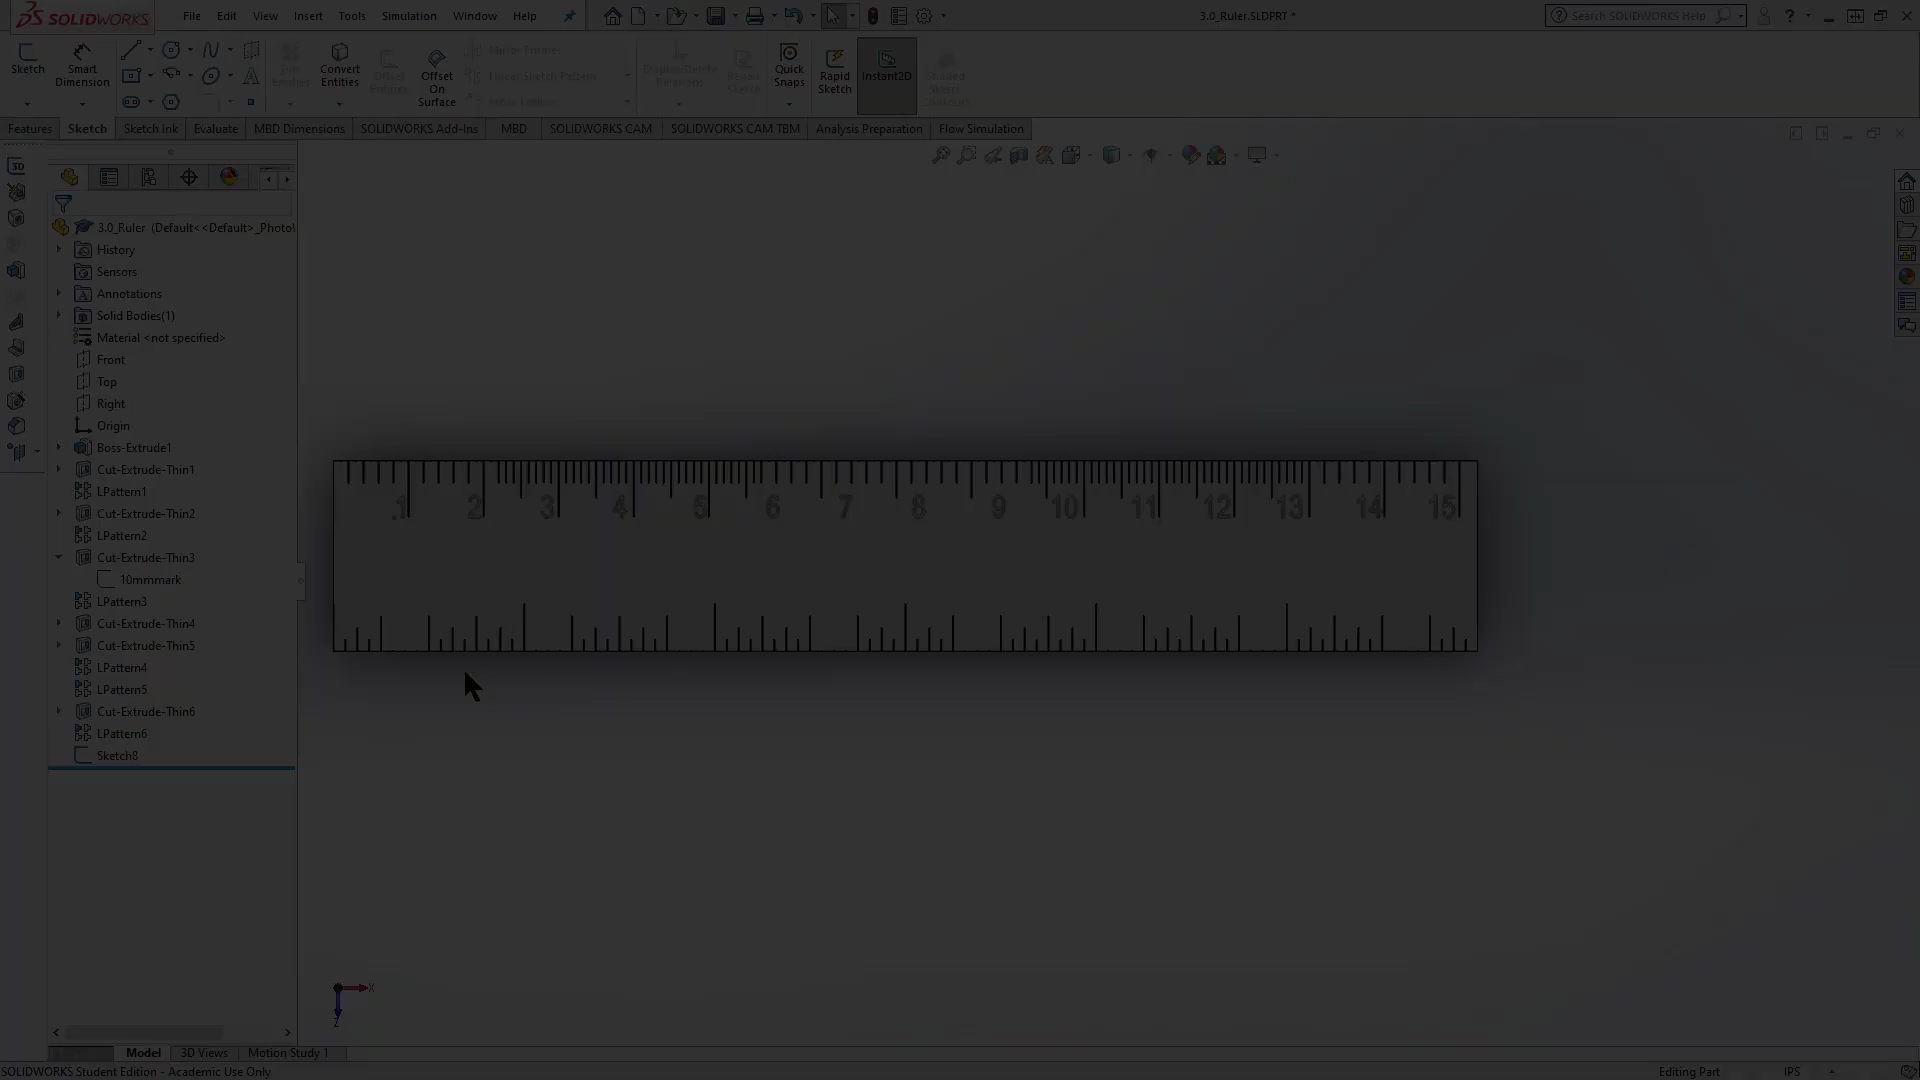 SOLIDWORKS File Edit View Insert Tools Simulation Window Help 3.0_Ruler.SLDPRT * Search SOLIDWORKS Help
Sketch Smart Dimension Convert Entities Offset On Surface Quick Snaps Rapid Sketch Instant2D
Mirror Entities
Linear Sketch Pattern
Features Sketch Sketch Ink Evaluate MBD Dimensions SOLIDWORKS Add-Ins MBD SOLIDWORKS CAM SOLIDWORKS CAM TBM Analysis Preparation Flow Simulation
3.0_Ruler (Default<<Default>_Photo
History
Sensors
Annotations
Solid Bodies(1)
Material <not specified>
Front
Top
Right
Origin
Boss-Extrude1
Cut-Extrude-Thin1
LPattern1
Cut-Extrude-Thin2
LPattern2
Cut-Extrude-Thin3
10mmmark
LPattern3
Cut-Extrude-Thin4
Cut-Extrude-Thin5
LPattern4
LPattern5
Cut-Extrude-Thin6
LPattern6
Sketch8
.1 2 3 4 5 6 7 8 9 10 11 12 13 14 15
X
Z
Model 3D Views Motion Study 1
SOLIDWORKS Student Edition - Academic Use Only Editing Part IPS